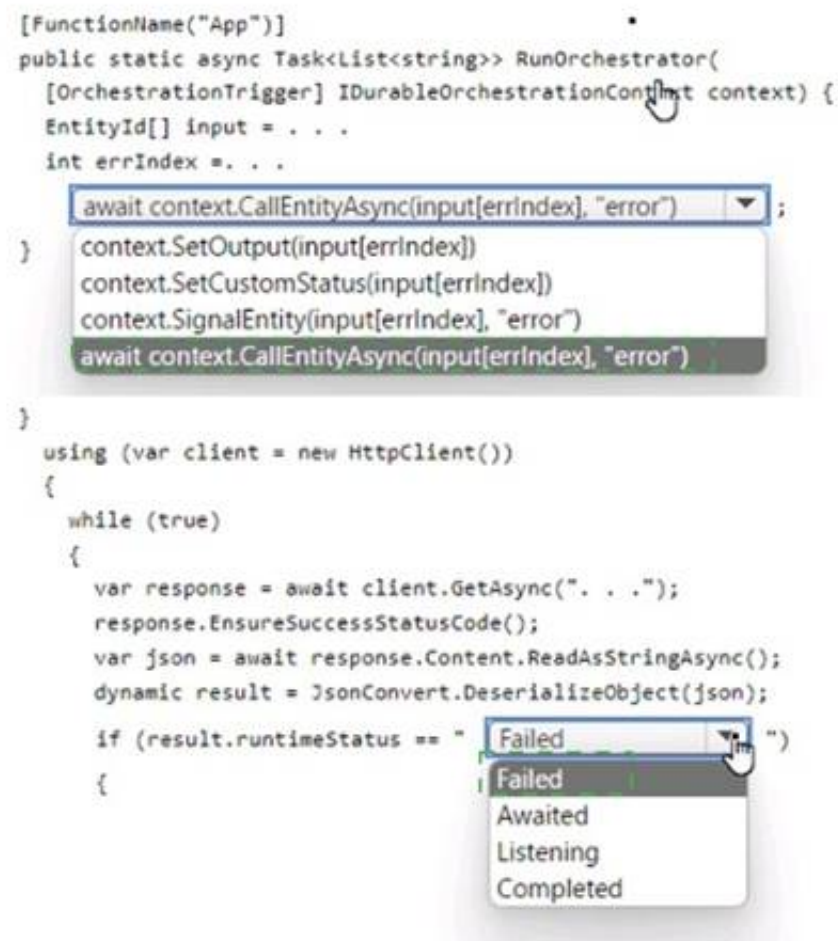 [FunctionName("App")]
public static async Task<List<string>> RunOrchestrator(
[OrchestrationTrigger] IDurableOrchestrationContext context) {
EntityId[] input = . . .
int errIndex =. . .
await context.CallEntityAsync(input[errIndex], "error") ;
}
context.SetOutput(input[errIndex])
context.SetCustomStatus(input[errIndex])
context.SignalEntity(input[errIndex], "error")
await context.CallEntityAsync(input[errIndex], "error")
}
using (var client = new HttpClient())
{
while (true)
{
var response = await client.GetAsync(". . .");
response.EnsureSuccessStatusCode();
var json = await response.Content.ReadAsStringAsync();
dynamic result = JsonConvert.DeserializeObject(json);
if (result.runtimeStatus == " Failed ")
{
Failed
Awaited
Listening
Completed